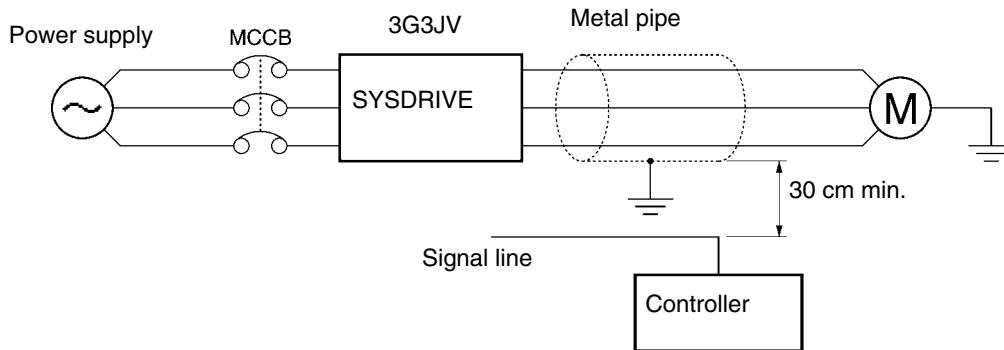 Power supply
MCCB
3G3JV
Metal pipe
SYSDRIVE
M
30 cm min.
Signal line
Controller